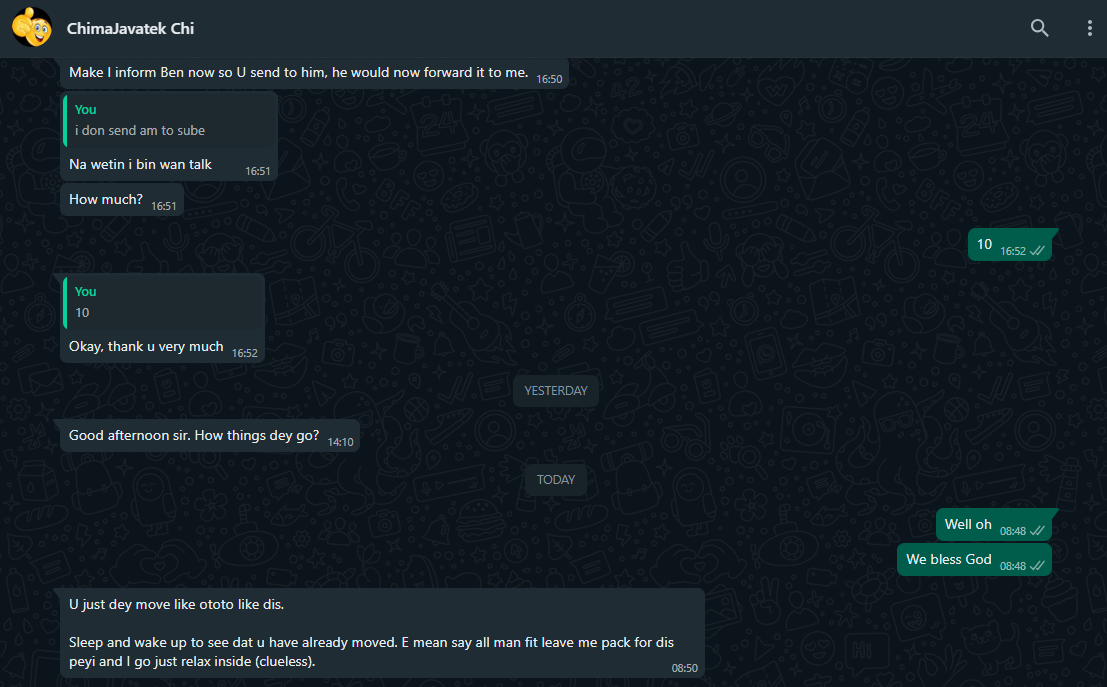 ChimaJavatek Chi
Make I inform Ben now so U send to him, he would now forward it to me. 16:50
You
i don send am to sube
Na wetin i bin wan talk 16:51
How much? 16:51
10 16:52
You
10
Okay, thank u very much 16:52
YESTERDAY
Good afternoon sir. How things dey go? 14:10
TODAY
Well oh 08:48
We bless God 08:48
U just dey move like ototo like dis.
Sleep and wake up to see dat u have already moved. E mean say all man fit leave me pack for dis
peyi and I go just relax inside (clueless). 08:50